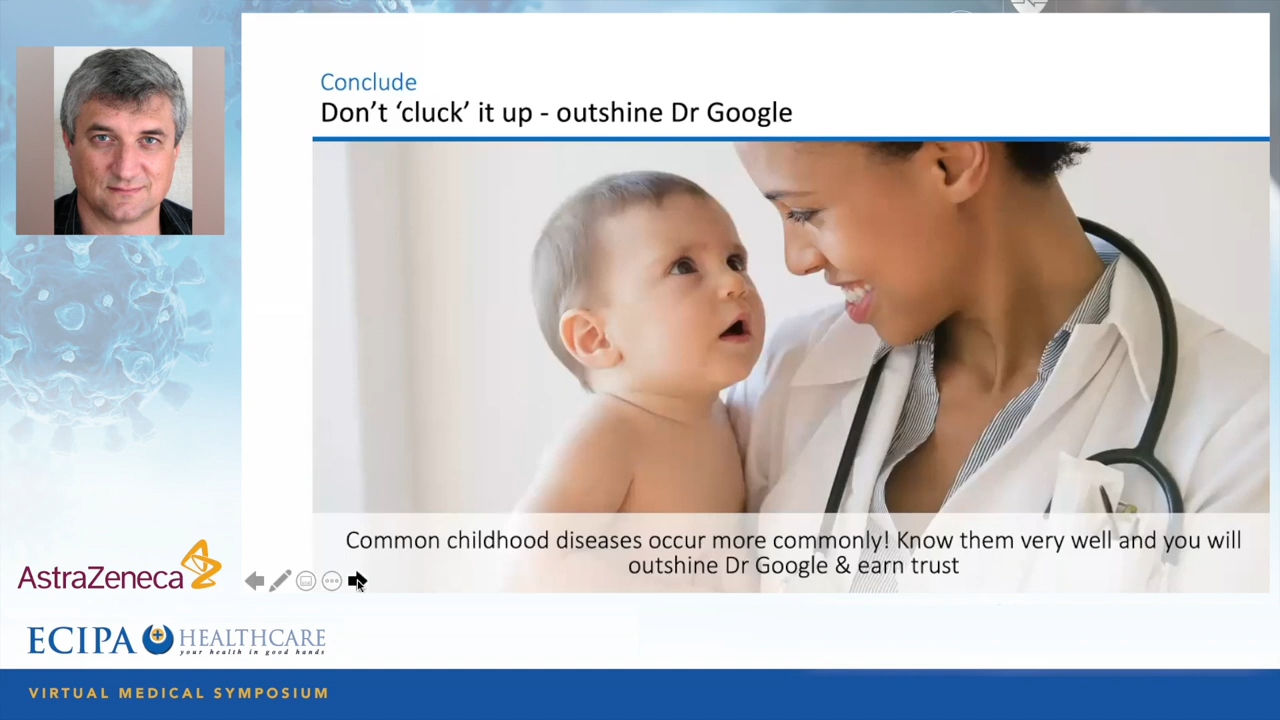 Conclude
Don't 'cluck' it up - outshine Dr Google
Common childhood diseases occur more commonly! Know them very well and you will
outshine Dr Google & earn trust
AstraZeneca
ECIPA HEALTHCARE
your health in good hands
VIRTUAL MEDICAL SYMPOSIUM